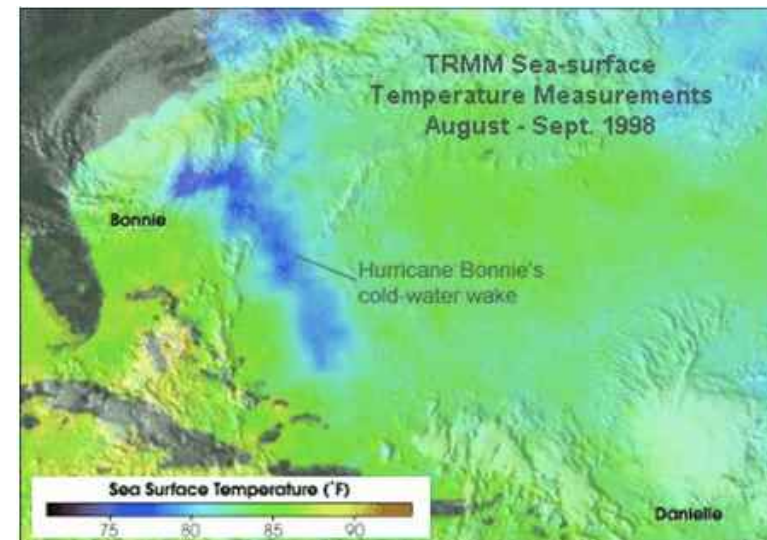 TRMM Sea-surface
Temperature Measurements
August - Sept. 1998
Bonnie
Hurricane Bonnie's
cold-water wake
Sea Surface Temperature (°F)
75 80 85 90
Danielle